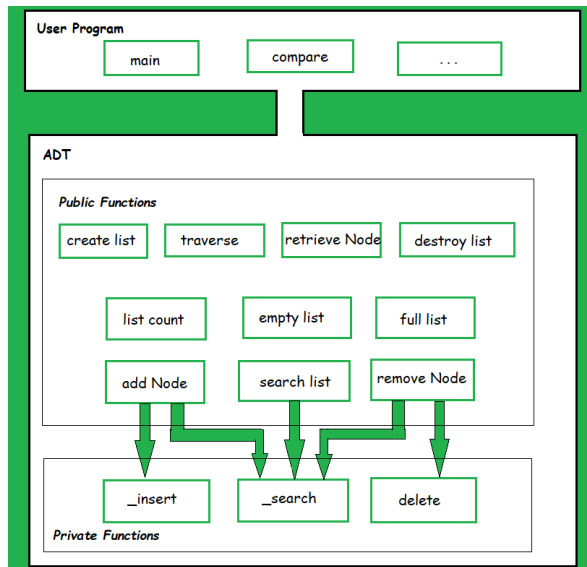 User Program
main
compare
. . .
ADT
Public Functions
create list
traverse
retrieve Node
destroy list
list count
empty list
full list
add Node
search list
remove Node
_insert
_search
delete
Private Functions